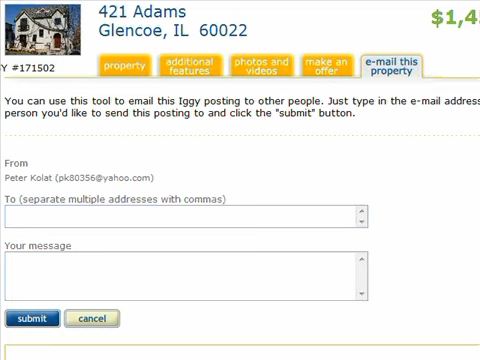 421 Adams
Glencoe, IL 60022
$1,4
Y #171502
property
additional features
photos and videos
make an offer
e-mail this property
You can use this tool to email this Iggy posting to other people. Just type in the e-mail addres
person you'd like to send this posting to and click the "submit" button.
From
Peter Kolat (pk80356@yahoo.com)
To (separate multiple addresses with commas)
Your message
submit
cancel